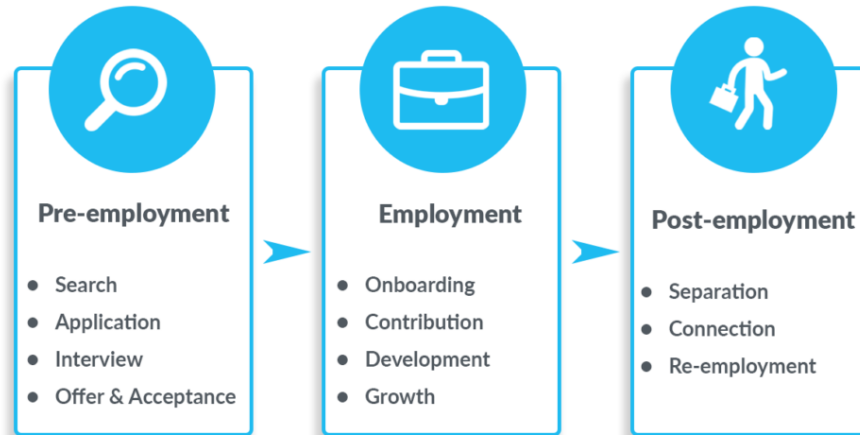 Pre-employment
Search
Application
Interview
Offer & Acceptance
Employment
Onboarding
Contribution
Development
Growth
Post-employment
Separation
Connection
Re-employment